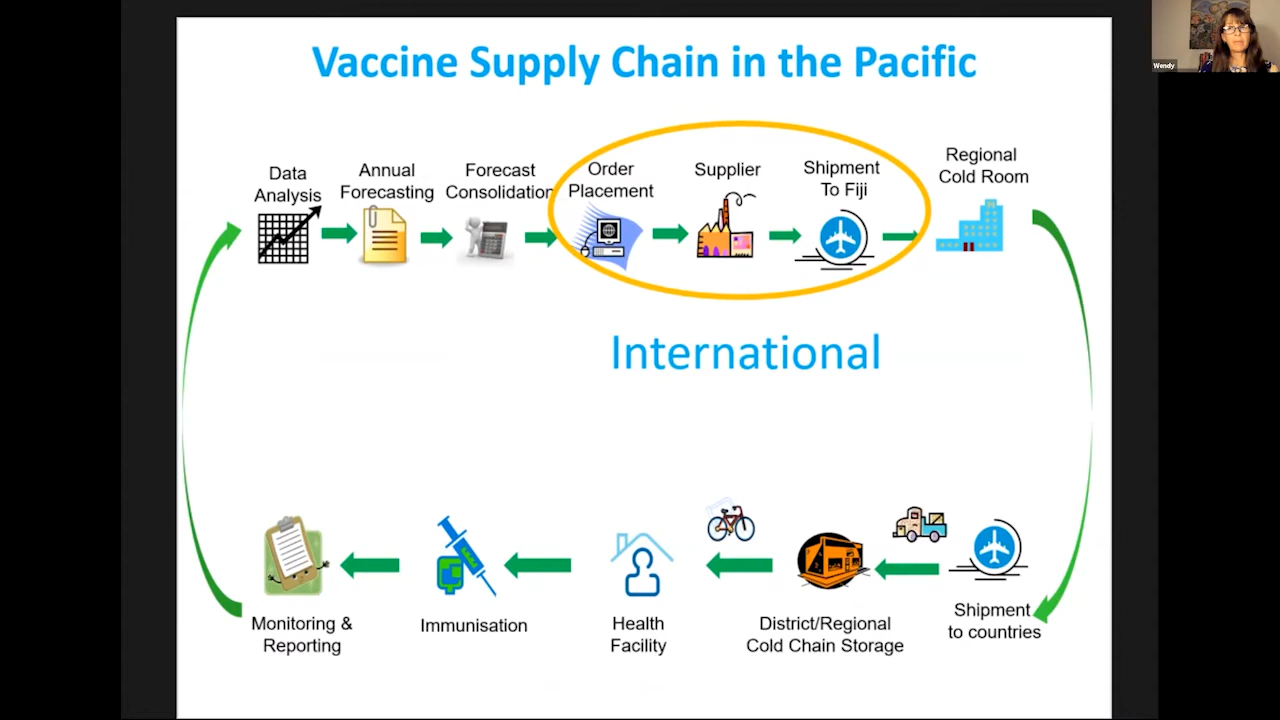 Vaccine Supply Chain in the Pacific
Wendy
Data
Analysis
Annual
Forecasting
Forecast
Consolidation
Order
Placement
Supplier
Shipment
To Fiji
Regional
Cold Room
International
Monitoring &
Reporting
Immunisation
Health
Facility
District/Regional
Cold Chain Storage
Shipment
to countries